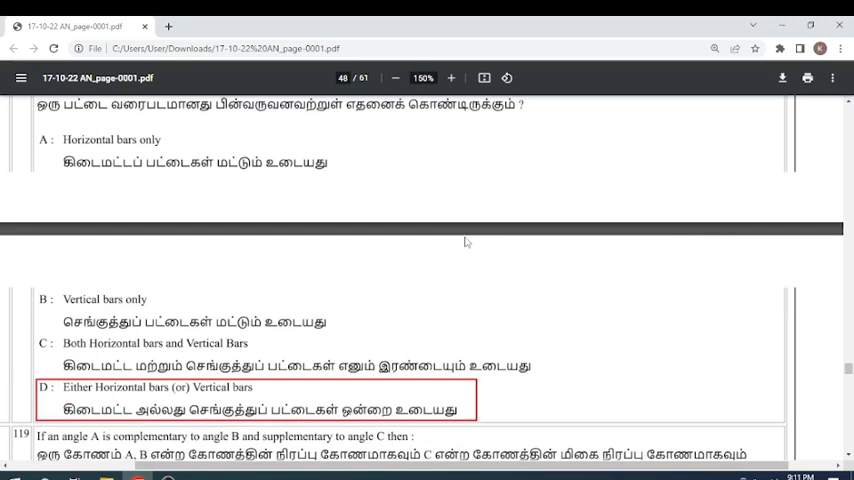 17-10-22 AN_page-0001.pdf
File C:/Users/User/Downloads/17-10-22%20AN_page-0001.pdf
K
17-10-22 AN_page-0001.pdf 48 / 61 150%
ஒரு பட்டை வரைபடமானது பின்வருவனவற்றுள் எதனைக் கொண்டிருக்கும் ?
A : Horizontal bars only
கிடைமட்டப் பட்டைகள் மட்டும் உடையது
B : Vertical bars only
செங்குத்துப் பட்டைகள் மட்டும் உடையது
C : Both Horizontal bars and Vertical Bars
கிடைமட்ட மற்றும் செங்குத்துப் பட்டைகள் எனும் இரண்டையும் உடையது
D : Either Horizontal bars (or) Vertical bars
கிடைமட்ட அல்லது செங்குத்துப் பட்டைகள் ஒன்றை உடையது
119 If an angle A is complementary to angle B and supplementary to angle C then :
ஒரு கோணம் A, B என்ற கோணத்தின் நிரப்பு கோணமாகவும் C என்ற கோணத்தின் மிகை நிரப்பு கோணமாகவும்
9:11 PM